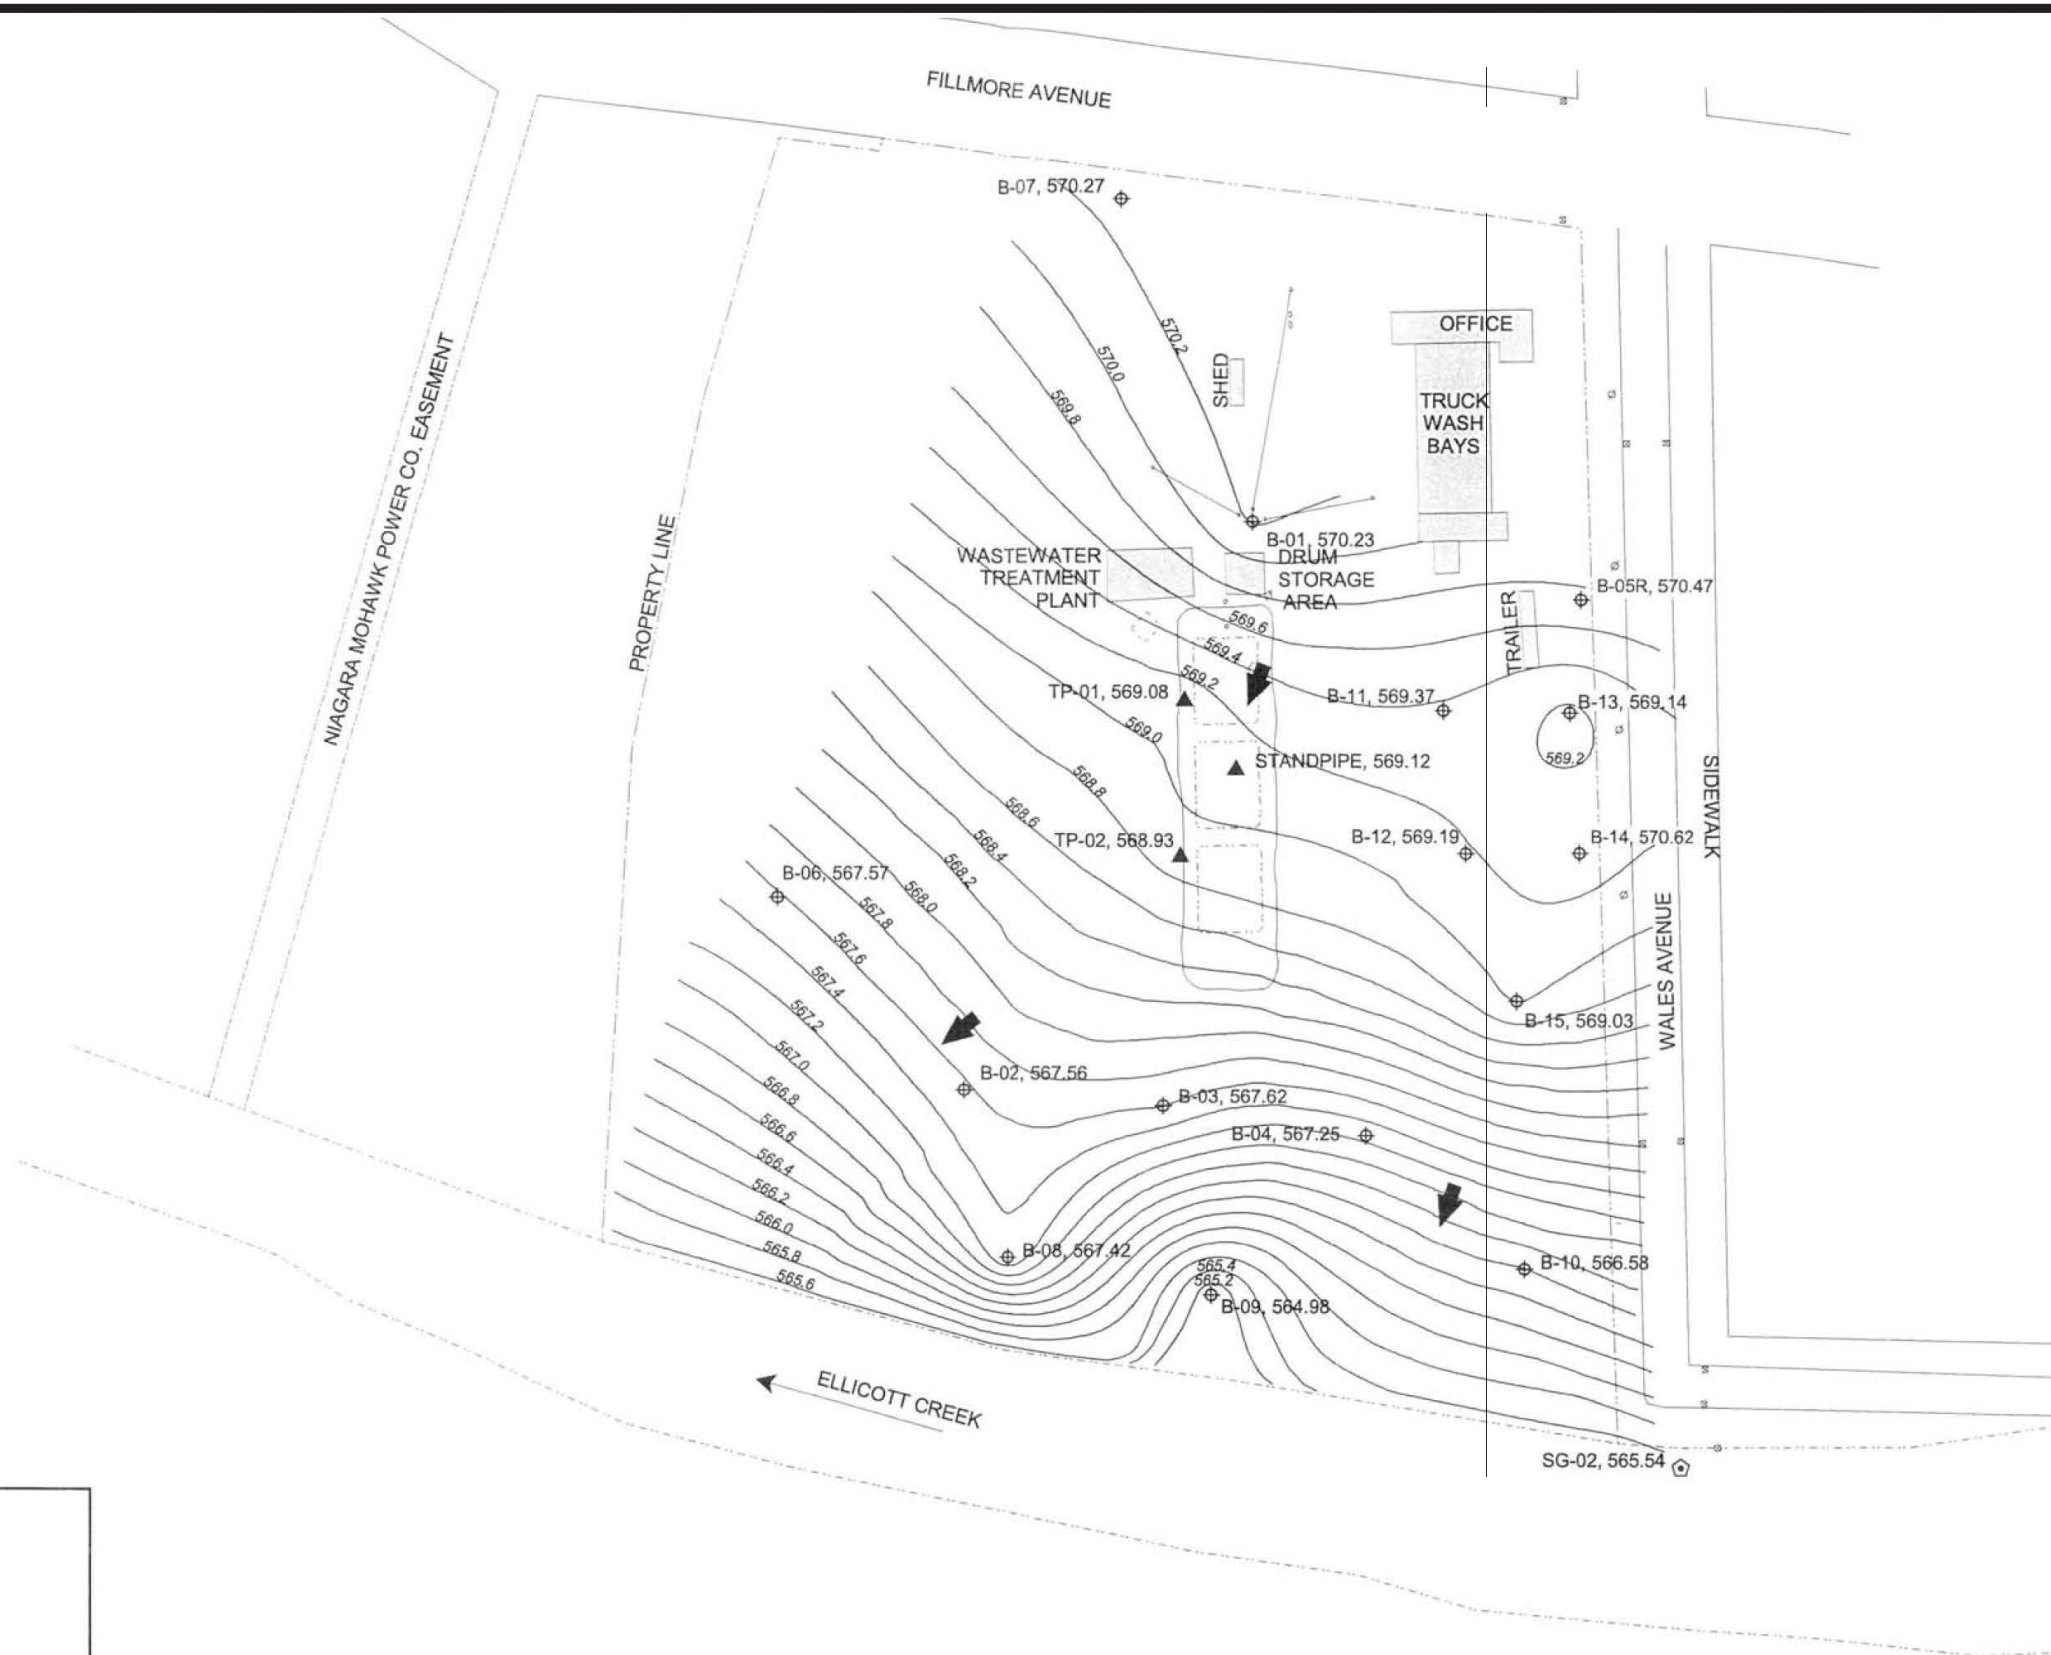 FILLMORE AVENUE
B-07, 570.27
NIAGARA MOHAWK POWER CO. EASEMENT
PROPERTY LINE
570.2
570.0
569.8
SHED
OFFICE
TRUCK
WASH
BAYS
B-01, 570.23
WASTEWATER
TREATMENT
PLANT
DRUM
STORAGE
AREA
B-05R, 570.47
TRAILER
569.6
569.4
569.2
TP-01, 569.08
B-11, 569.37
B-13, 569.14
569.2
569.0
STANDPIPE, 569.12
SIDEWALK
568.8
568.6
TP-02, 568.93
B-12, 569.19
B-14, 570.62
568.4
568.2
B-06, 567.57
568.0
567.8
567.6
567.4
567.2
WALES AVENUE
B-15, 569.03
567.0
B-02, 567.56
B-03, 567.62
566.8
566.6
B-04, 567.25
566.4
566.2
566.0
565.8
565.6
B-08, 567.42
565.4
565.2
B-09, 564.98
B-10, 566.58
ELLICOTT CREEK
SG-02, 565.54